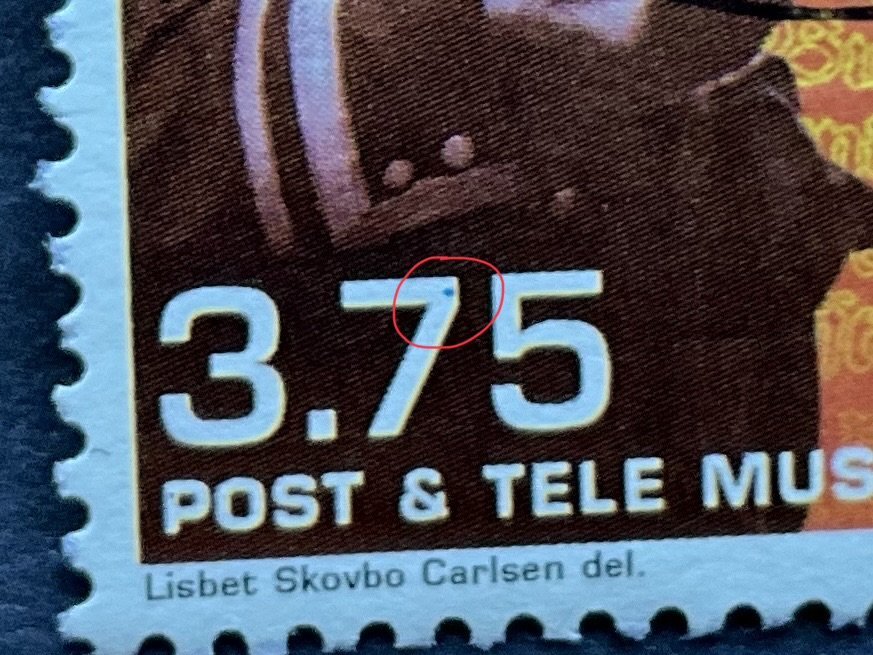 3.75
POST & TELE MUS
Lisbet Skovbo Carlsen del.